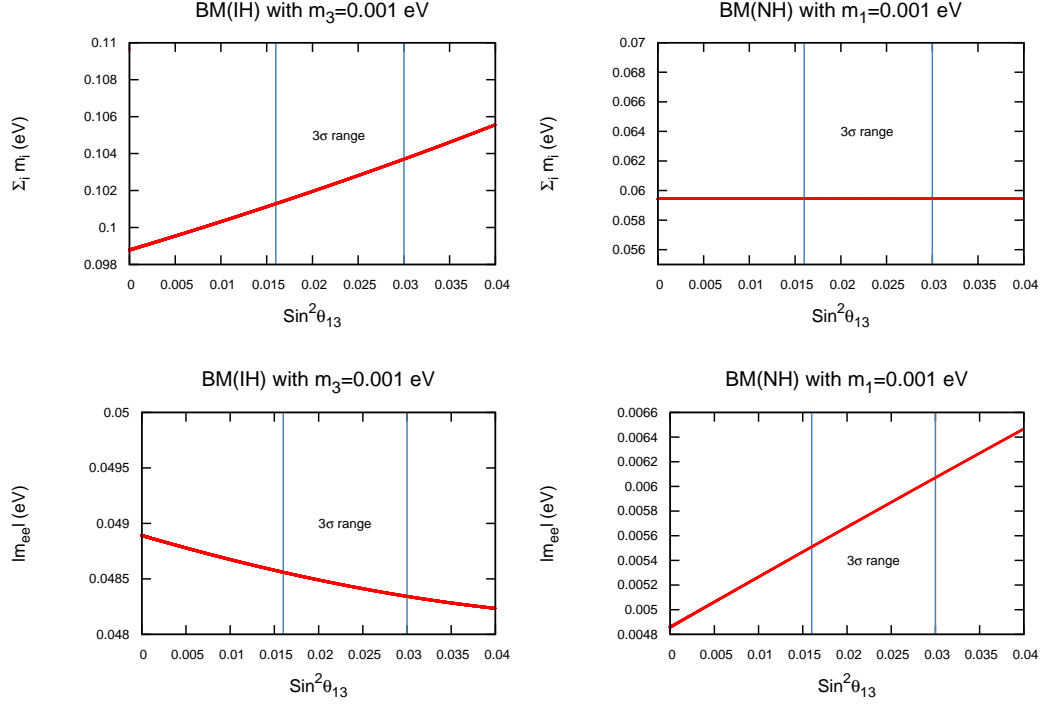 BM(IH) with m₃=0.001 eV
0.11
0.108
0.106
0.104
0.102
0.1
0.098
Σᵢ mᵢ (eV)
3σ range
0 0.005 0.01 0.015 0.02 0.025 0.03 0.035 0.04
Sin²θ₁₃
BM(NH) with m₁=0.001 eV
0.07
0.068
0.066
0.064
0.062
0.06
0.058
0.056
Σᵢ mᵢ (eV)
3σ range
0 0.005 0.01 0.015 0.02 0.025 0.03 0.035 0.04
Sin²θ₁₃
BM(IH) with m₃=0.001 eV
0.05
0.0495
0.049
0.0485
0.048
|mₑₑ| (eV)
3σ range
0 0.005 0.01 0.015 0.02 0.025 0.03 0.035 0.04
Sin²θ₁₃
BM(NH) with m₁=0.001 eV
0.0066
0.0064
0.0062
0.006
0.0058
0.0056
0.0054
0.0052
0.005
0.0048
|mₑₑ| (eV)
3σ range
0 0.005 0.01 0.015 0.02 0.025 0.03 0.035 0.04
Sin²θ₁₃